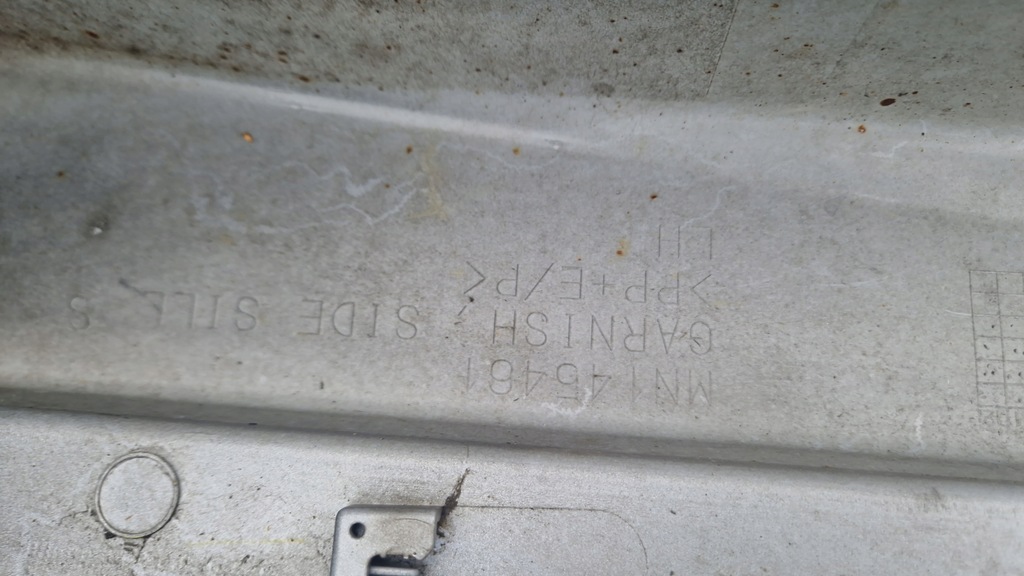 MN145481
GARNISH, SIDE SILL S
>PP+E/P<
LH